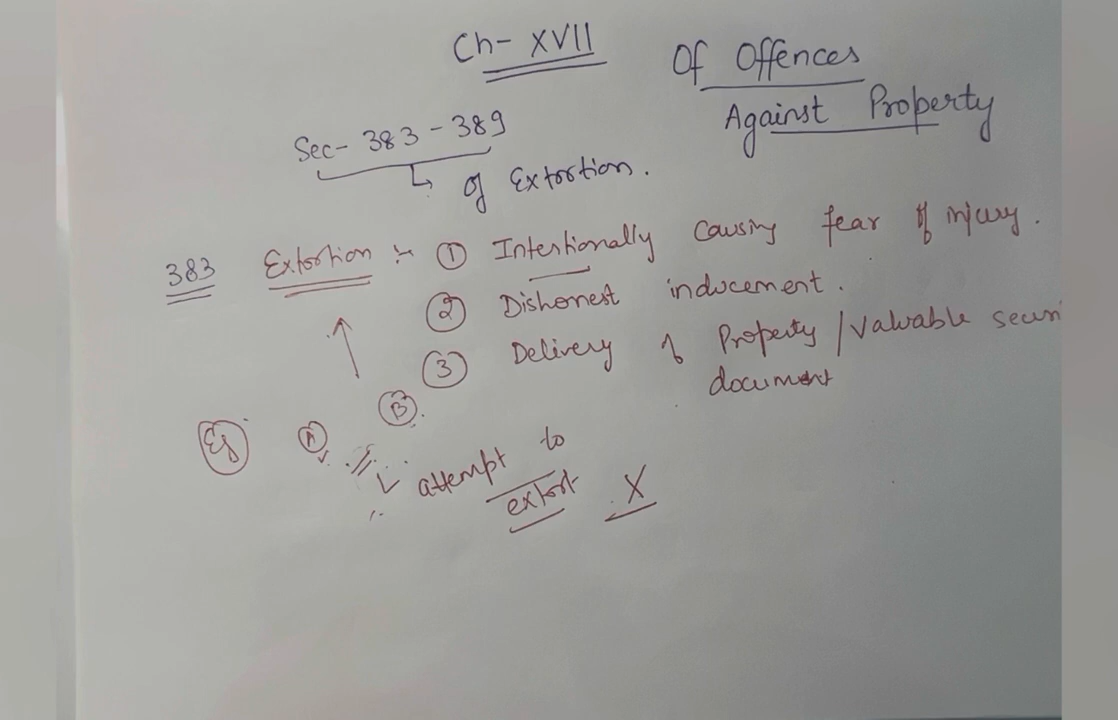 Ch- XVII Of Offences
Against Property
Sec- 383 - 389
↳ of Extortion.
383 Extortion :- ① Intentionally causing fear of injury.
② Dishonest inducement.
③ Delivery of Property / Valuable secur
document
Eg A B
attempt to
extort X